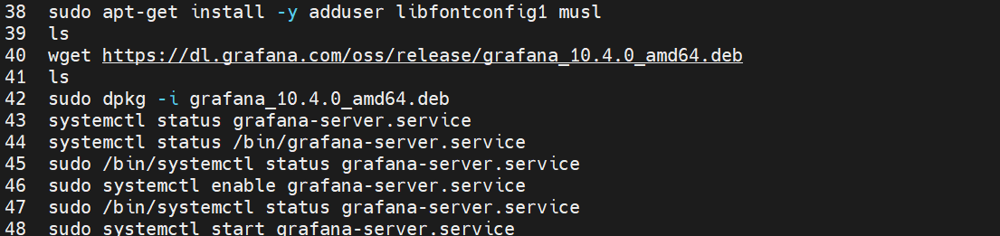 38 sudo apt-get install -y adduser libfontconfig1 musl
39 ls
40 wget https://dl.grafana.com/oss/release/grafana_10.4.0_amd64.deb
41 ls
42 sudo dpkg -i grafana_10.4.0_amd64.deb
43 systemctl status grafana-server.service
44 systemctl status /bin/grafana-server.service
45 sudo /bin/systemctl status grafana-server.service
46 sudo systemctl enable grafana-server.service
47 sudo /bin/systemctl status grafana-server.service
48 sudo systemctl start grafana-server.service